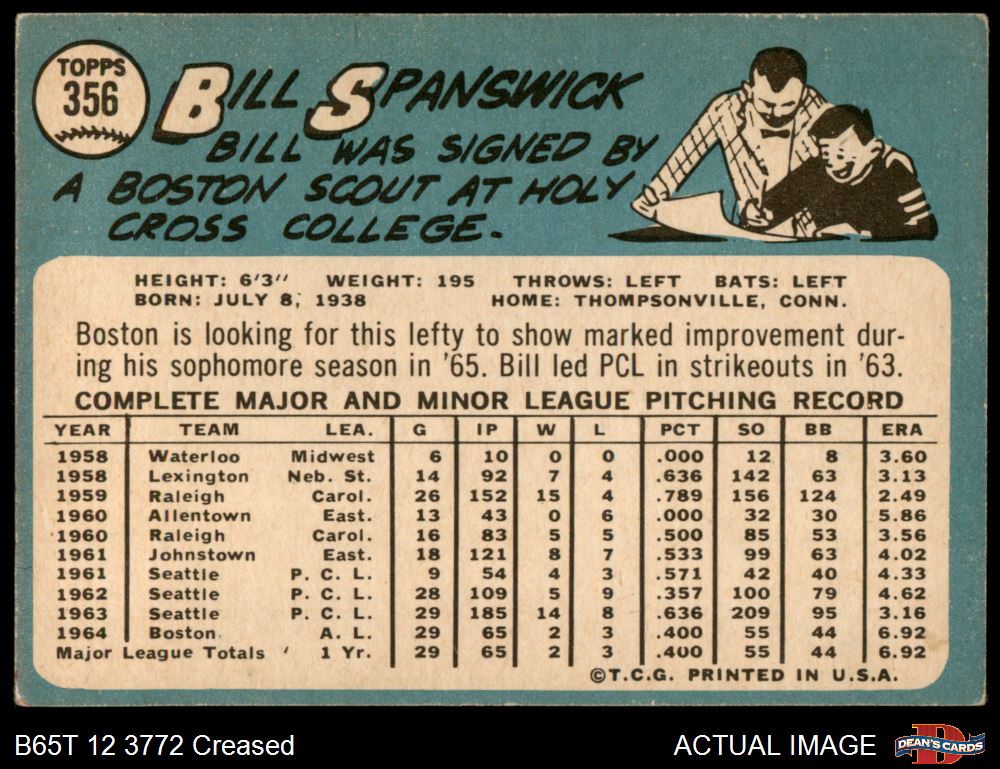 TOPPS
356
BILL SPANSWICK
BILL WAS SIGNED BY
A BOSTON SCOUT AT HOLY
CROSS COLLEGE.
HEIGHT: 6'3" WEIGHT: 195 THROWS: LEFT BATS: LEFT
BORN: JULY 8, 1938 HOME: THOMPSONVILLE, CONN.
Boston is looking for this lefty to show marked improvement dur-
ing his sophomore season in '65. Bill led PCL in strikeouts in '63.
COMPLETE MAJOR AND MINOR LEAGUE PITCHING RECORD
YEAR TEAM LEA. G IP W L PCT SO BB ERA
1958 Waterloo Midwest 6 10 0 0 .000 12 8 3.60
1958 Lexington Neb. St. 14 92 7 4 .636 142 63 3.13
1959 Raleigh Carol. 26 152 15 4 .789 156 124 2.49
1960 Allentown East. 13 43 0 6 .000 32 30 5.86
1960 Raleigh Carol. 16 83 5 5 .500 85 53 3.56
1961 Johnstown East. 18 121 8 7 .533 99 63 4.02
1961 Seattle P. C. L. 9 54 4 3 .571 42 40 4.33
1962 Seattle P. C. L. 28 109 5 9 .357 100 79 4.62
1963 Seattle P. C. L. 29 185 14 8 .636 209 95 3.16
1964 Boston A. L. 29 65 2 3 .400 55 44 6.92
Major League Totals 1 Yr. 29 65 2 3 .400 55 44 6.92
©T.C.G. PRINTED IN U.S.A.
B65T 12 3772 Creased ACTUAL IMAGE DEAN'S CARDS